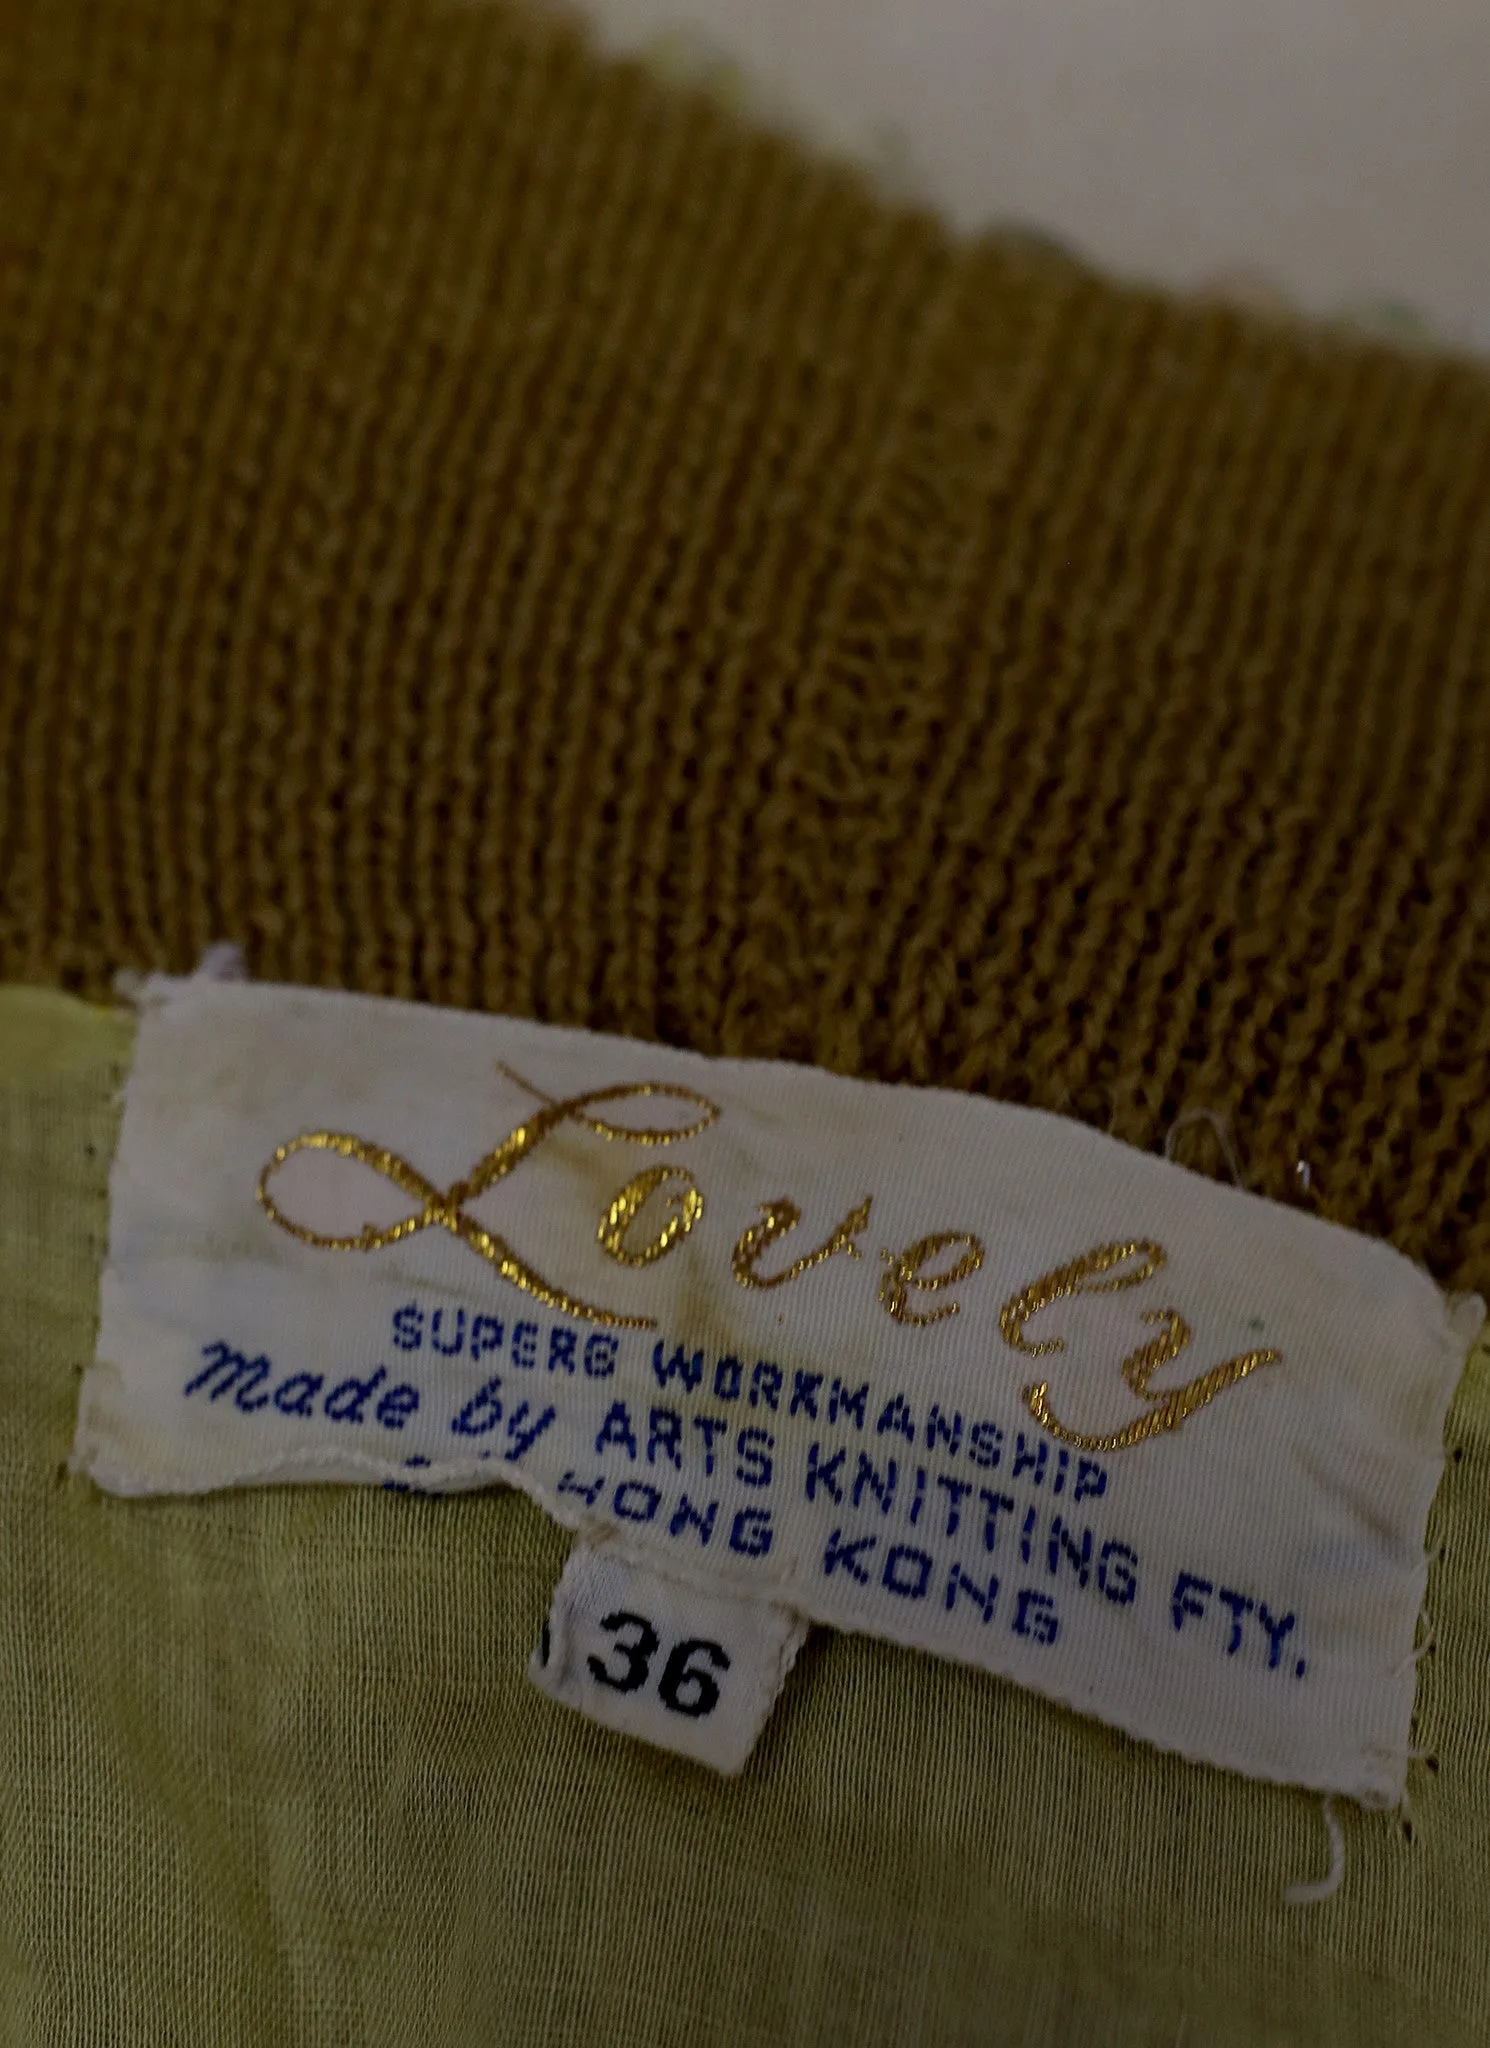 Lovely
SUPERB WORKMANSHIP
Made by ARTS KNITTING FTY.
HONG KONG
36